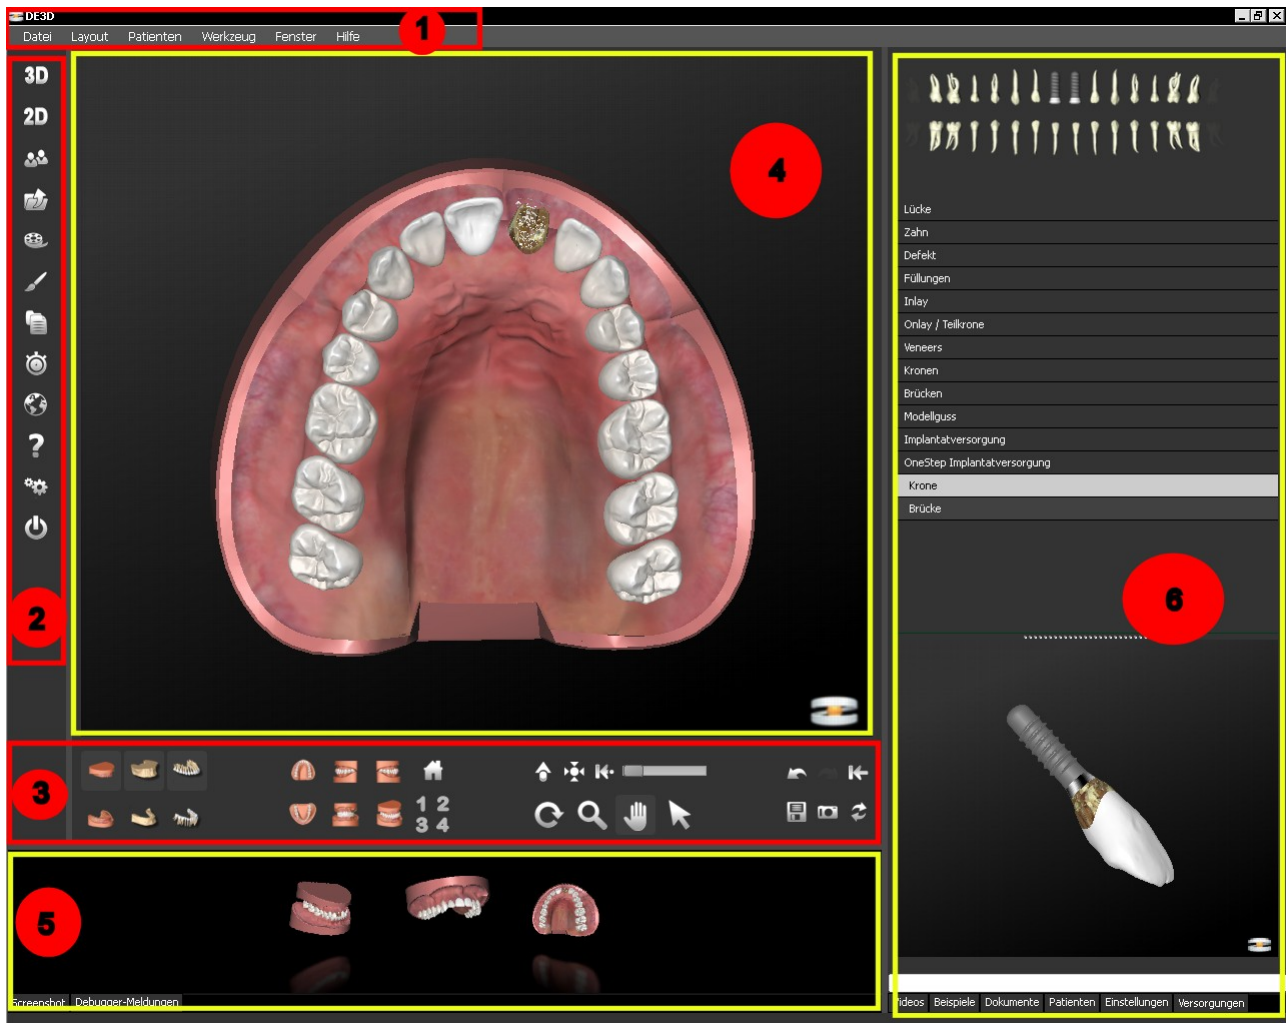 DE3D
Datei Layout Patienten Werkzeug Fenster Hilfe
1
3D
2D
?
2
4
Lücke
Zahn
Defekt
Füllungen
Inlay
Onlay / Teilkrone
Veneers
Kronen
Brücken
Modellguss
Implantatversorgung
OneStep Implantatversorgung
Krone
Brücke
6
3
1 2
3 4
5
Screenshot Debugger-Meldungen
Videos Beispiele Dokumente Patienten Einstellungen Versorgungen